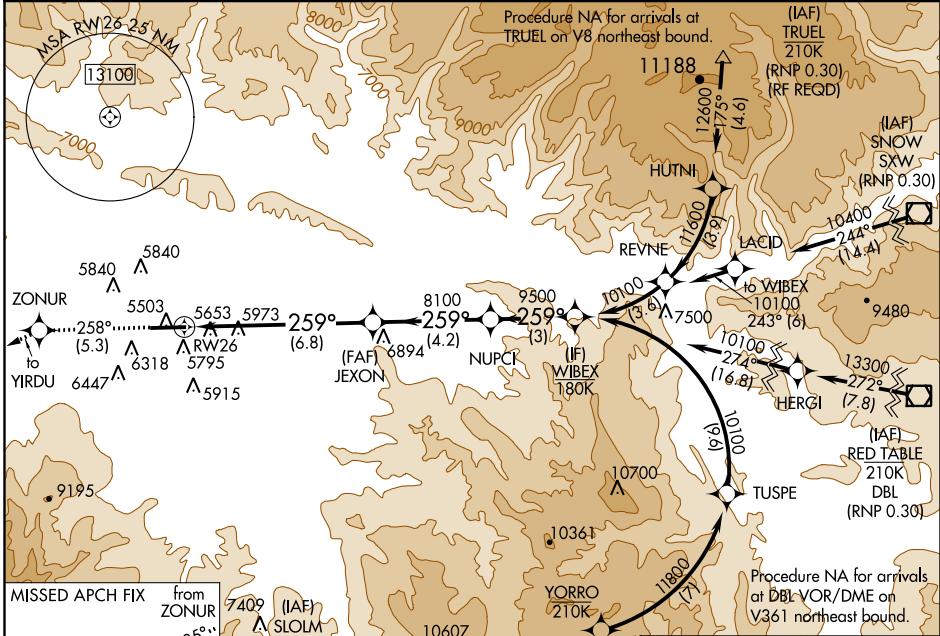 MSA RW26 25 NM
13100
8000
7000
7000
9000
Procedure NA for arrivals at
TRUEL on V8 northeast bound.
11188
12600
175°
(4.6)
(IAF)
TRUEL
210K
(RNP 0.30)
(RF REQD)
(IAF)
SNOW
SXW
(RNP 0.30)
HUTNI
11600
(3.9)
REVNE
LACID
10400
244°
(14.4)
to WIBEX
10100
243° (6)
10100
(3.6)
7500
9480
5840
5840
ZONUR
5503
5653
5973
258°
(5.3)
RW26
6318
5795
6447
5915
to
YIRDU
259°
(6.8)
(FAF)
JEXON
6894
8100
259°
(4.2)
NUPCI
9500
259°
(3)
(IF)
WIBEX
180K
10100
274°
(16.8)
HERGI
13300
272°
(7.8)
(IAF)
RED TABLE
210K
DBL
(RNP 0.30)
10100
(9.6)
TUSPE
10700
10361
9195
11800
(7)
YORRO
210K
Procedure NA for arrivals
at DBL VOR/DME on
V361 northeast bound.
MISSED APCH FIX
from
ZONUR
7409
(IAF)
SLOLM
10607